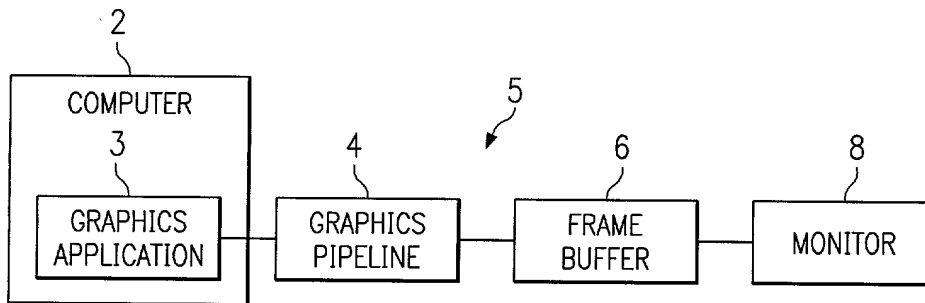 2
COMPUTER
5
3
4
6
8
GRAPHICS
APPLICATION
GRAPHICS
PIPELINE
FRAME
BUFFER
MONITOR